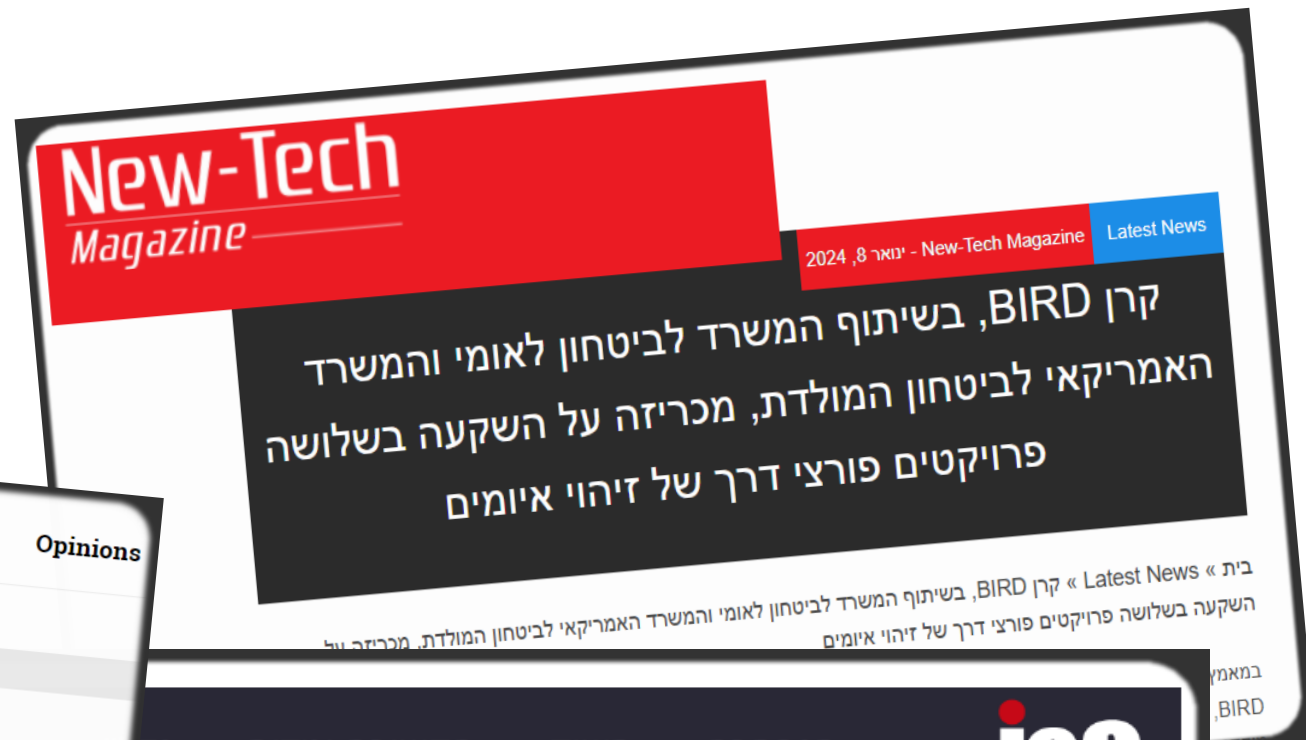 New-Tech
Magazine
Latest News
New-Tech Magazine - ינואר 8, 2024
קרן BIRD, בשיתוף המשרד לביטחון לאומי והמשרד
האמריקאי לביטחון המולדת, מכריזה על השקעה בשלושה
פרויקטים פורצי דרך של זיהוי איומים
בית » Latest News » קרן BIRD, בשיתוף המשרד לביטחון לאומי והמשרד האמריקאי לביטחון המולדת, מכריזה על
השקעה בשלושה פרויקטים פורצי דרך של זיהוי איומים
במאמץ
BIRD,
Opinions